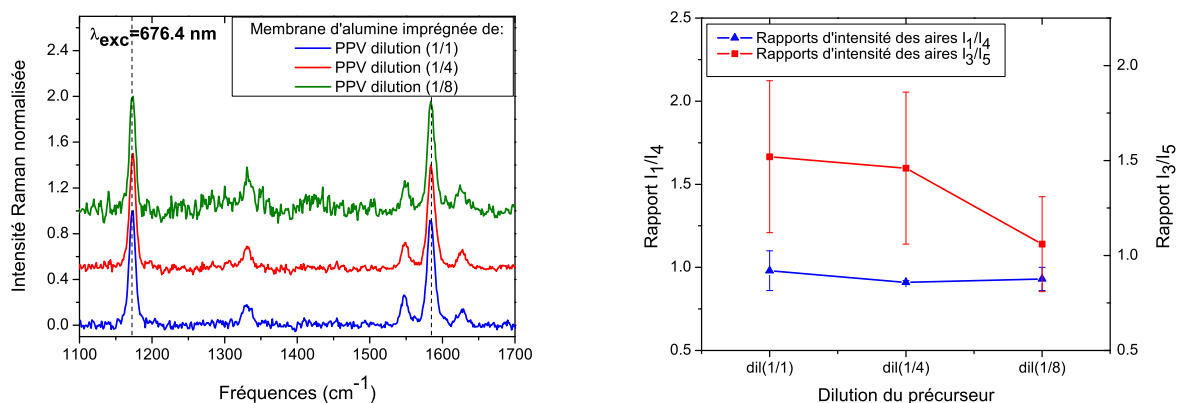 λexc=676.4 nm
Membrane d'alumine imprégnée de:
PPV dilution (1/1)
PPV dilution (1/4)
PPV dilution (1/8)
Intensité Raman normalisée
2.4
2.0
1.6
1.2
0.8
0.4
0.0
1100 1200 1300 1400 1500 1600 1700
Fréquences (cm-1)
Rapports d'intensité des aires I1/I4
Rapports d'intensité des aires I3/I5
Rapport I1/I4
2.5
2.0
1.5
1.0
0.5
2.0
1.5
1.0
0.5
Rapport I3/I5
dil(1/1) dil(1/4) dil(1/8)
Dilution du précurseur